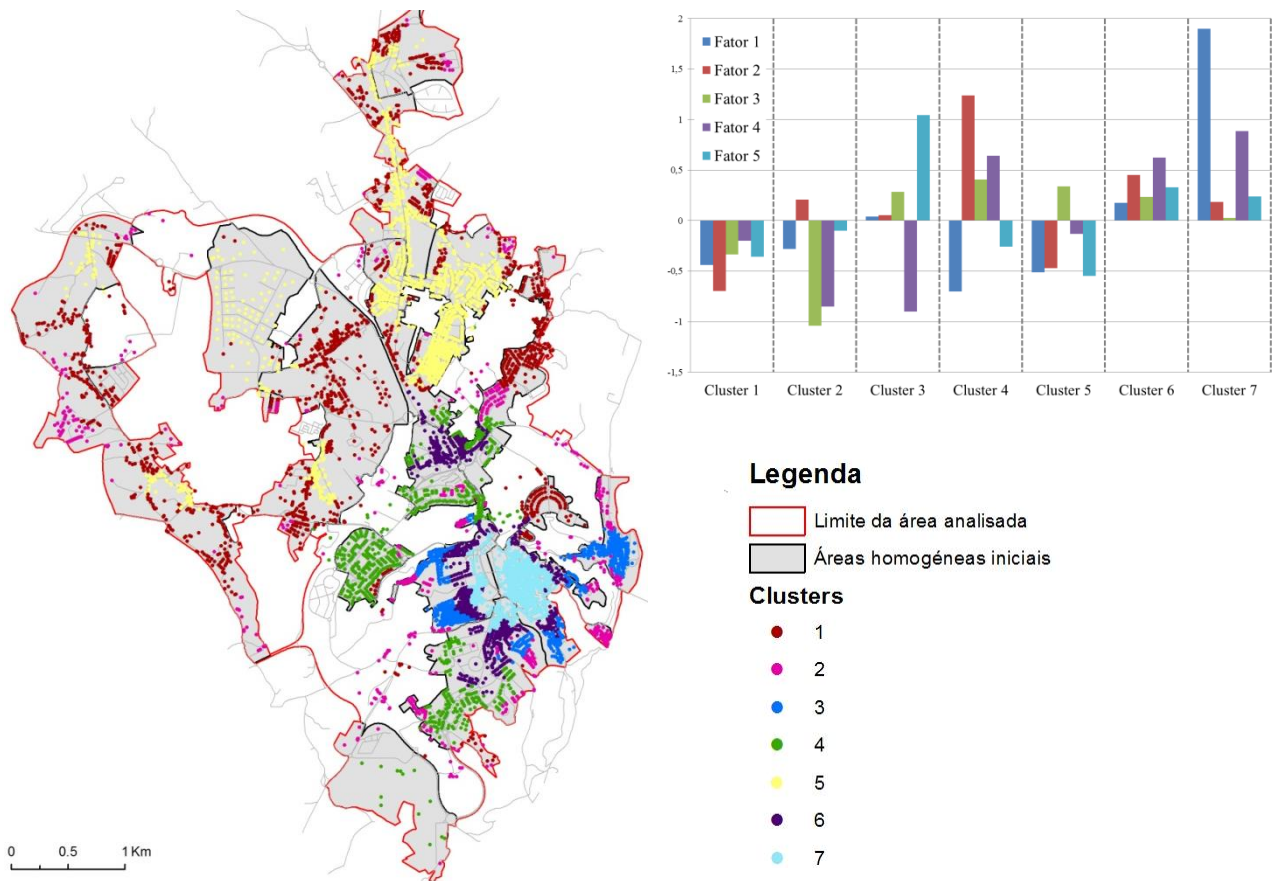 2
1,5
1
0,5
0
-0,5
-1
-1,5
Fator 1
Fator 2
Fator 3
Fator 4
Fator 5
Cluster 1 Cluster 2 Cluster 3 Cluster 4 Cluster 5 Cluster 6 Cluster 7
Legenda
Limite da área analisada
Áreas homogéneas iniciais
Clusters
1
2
3
4
5
6
7
0 0.5 1 Km